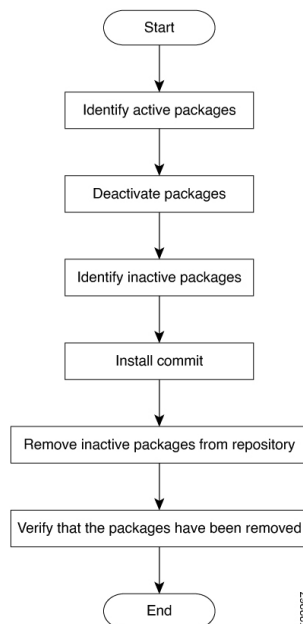 Start
Identify active packages
Deactivate packages
Identify inactive packages
Install commit
Remove inactive packages from repository
Verify that the packages have been removed
End